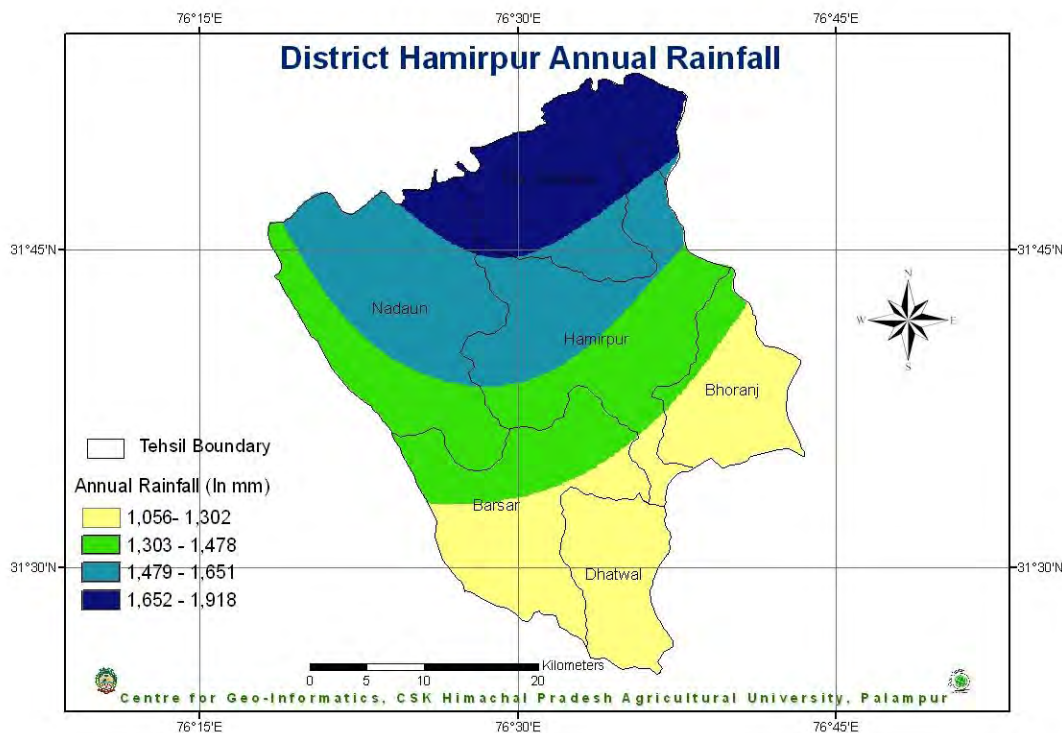 76°15'E 76°30'E 76°45'E
District Hamirpur Annual Rainfall
31°45'N 31°45'N
N
W E
S
Nadaun
Hamirpur
Bhoranj
Tehsil Boundary
Annual Rainfall (In mm)
1,056- 1,302
1,303 - 1,478
1,479 - 1,651
1,652 - 1,918
Barsar
Dhatwal
31°30'N 31°30'N
Kilometers
0 5 10 20
Centre for Geo-Informatics, CSK Himachal Pradesh Agricultural University, Palampur
76°15'E 76°30'E 76°45'E